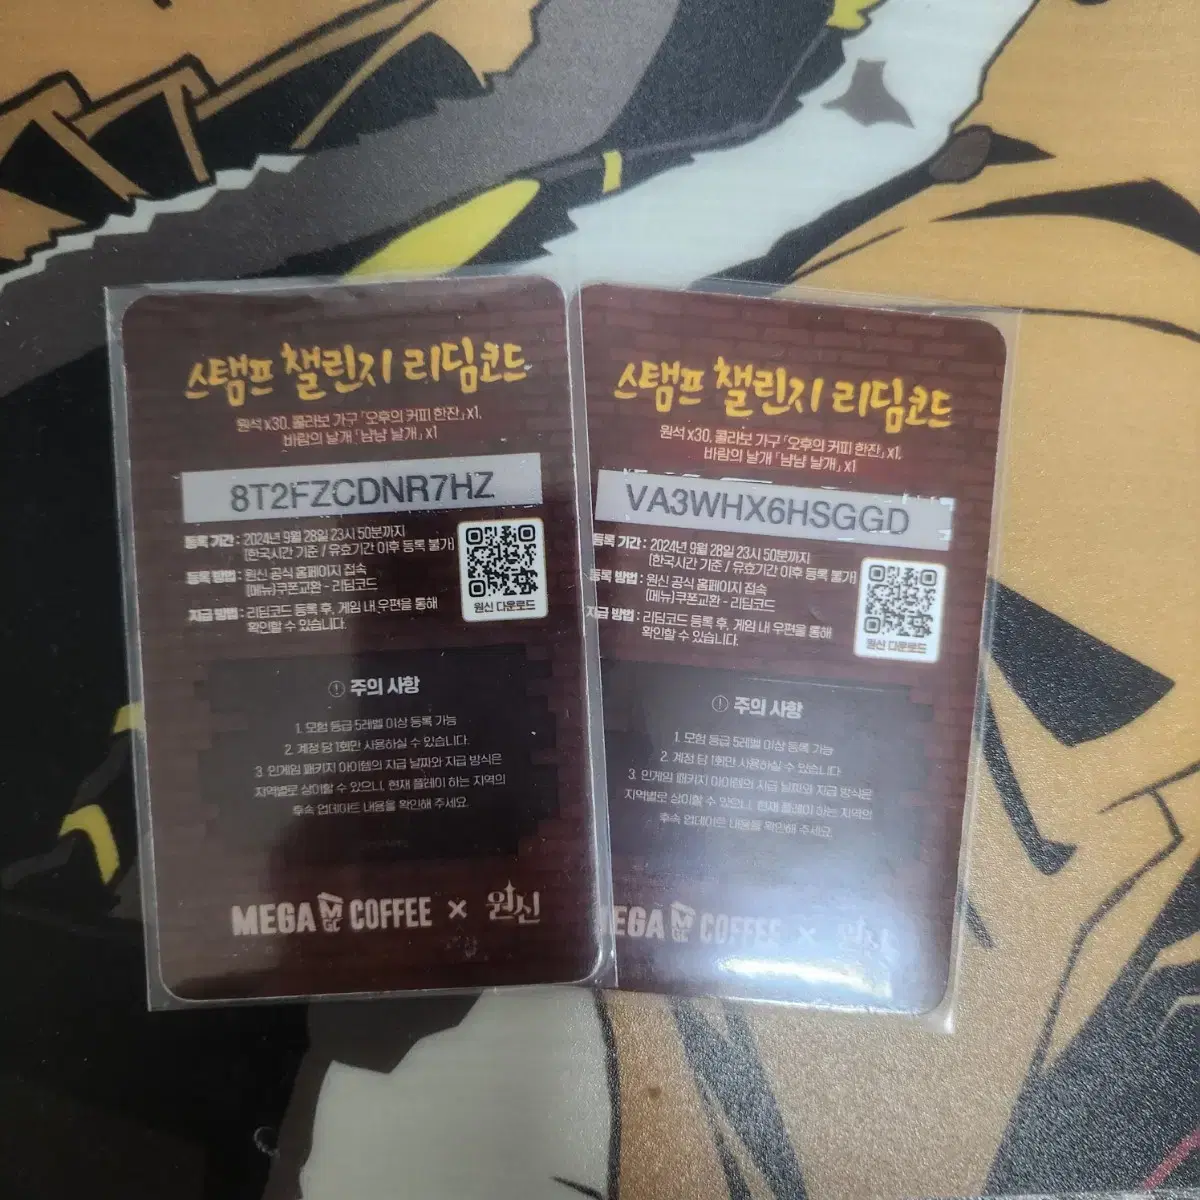 스탬프 챌린지 리딤코드
원석 x30, 콜라보 가구 「오후의 커피 한잔」 x1,
바람의 날개 「냠냠 날개」 x1
8T2FZCDNR7HZ
등록 기간 : 2024년 9월 28일 23시 50분까지
(한국시간 기준 / 유효기간 이후 등록 불가)
등록 방법 : 원신 공식 홈페이지 접속
(메뉴)쿠폰교환 - 리딤코드
지급 방법 : 리딤코드 등록 후, 게임 내 우편을 통해
확인할 수 있습니다.
원신 다운로드
주의 사항
1. 모험 등급 5레벨 이상 등록 가능
2. 계정 당 1회만 사용하실 수 있습니다.
3. 인게임 패키지 아이템의 지급 날짜와 지급 방식은
지역별로 상이할 수 있으니, 현재 플레이 하는 지역의
후속 업데이트 내용을 확인해 주세요.
MEGA MGC COFFEE × 원신
스탬프 챌린지 리딤코드
원석 x30, 콜라보 가구 「오후의 커피 한잔」 x1,
바람의 날개 「냠냠 날개」 x1
VA3WHX6HSGGD
등록 기간 : 2024년 9월 28일 23시 50분까지
(한국시간 기준 / 유효기간 이후 등록 불가)
등록 방법 : 원신 공식 홈페이지 접속
(메뉴)쿠폰교환 - 리딤코드
지급 방법 : 리딤코드 등록 후, 게임 내 우편을 통해
확인할 수 있습니다.
원신 다운로드
주의 사항
1. 모험 등급 5레벨 이상 등록 가능
2. 계정 당 1회만 사용하실 수 있습니다.
3. 인게임 패키지 아이템의 지급 날짜와 지급 방식은
지역별로 상이할 수 있으니, 현재 플레이 하는 지역의
후속 업데이트 내용을 확인해 주세요.
MEGA MGC COFFEE × 원신